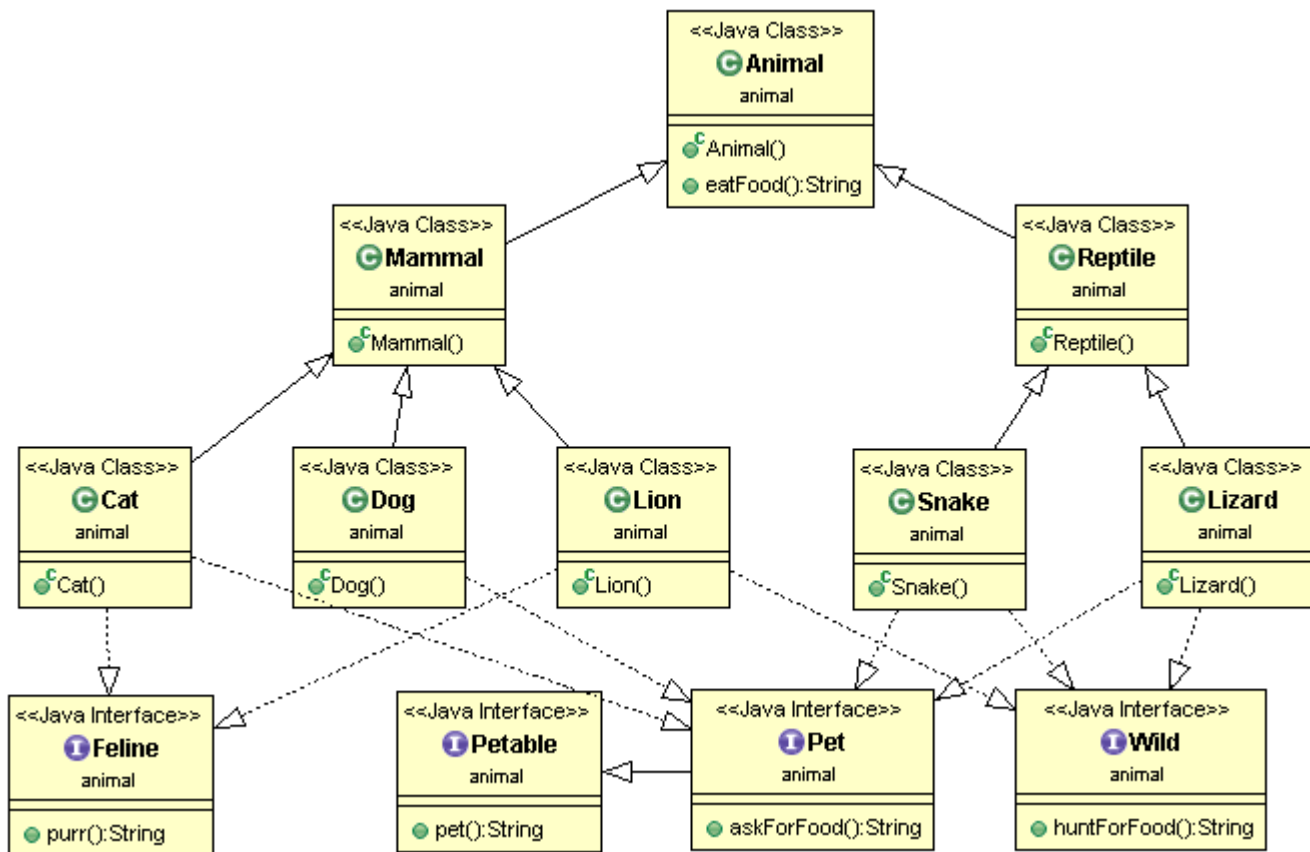 <<Java Class>>
Animal
animal
Animal()
eatFood():String
<<Java Class>>
Mammal
animal
Mammal()
<<Java Class>>
Reptile
animal
Reptile()
<<Java Class>>
Cat
animal
Cat()
<<Java Class>>
Dog
animal
Dog()
<<Java Class>>
Lion
animal
Lion()
<<Java Class>>
Snake
animal
Snake()
<<Java Class>>
Lizard
animal
Lizard()
<<Java Interface>>
Feline
animal
purr():String
<<Java Interface>>
Petable
animal
pet():String
<<Java Interface>>
Pet
animal
askForFood():String
<<Java Interface>>
Wild
animal
huntForFood():String